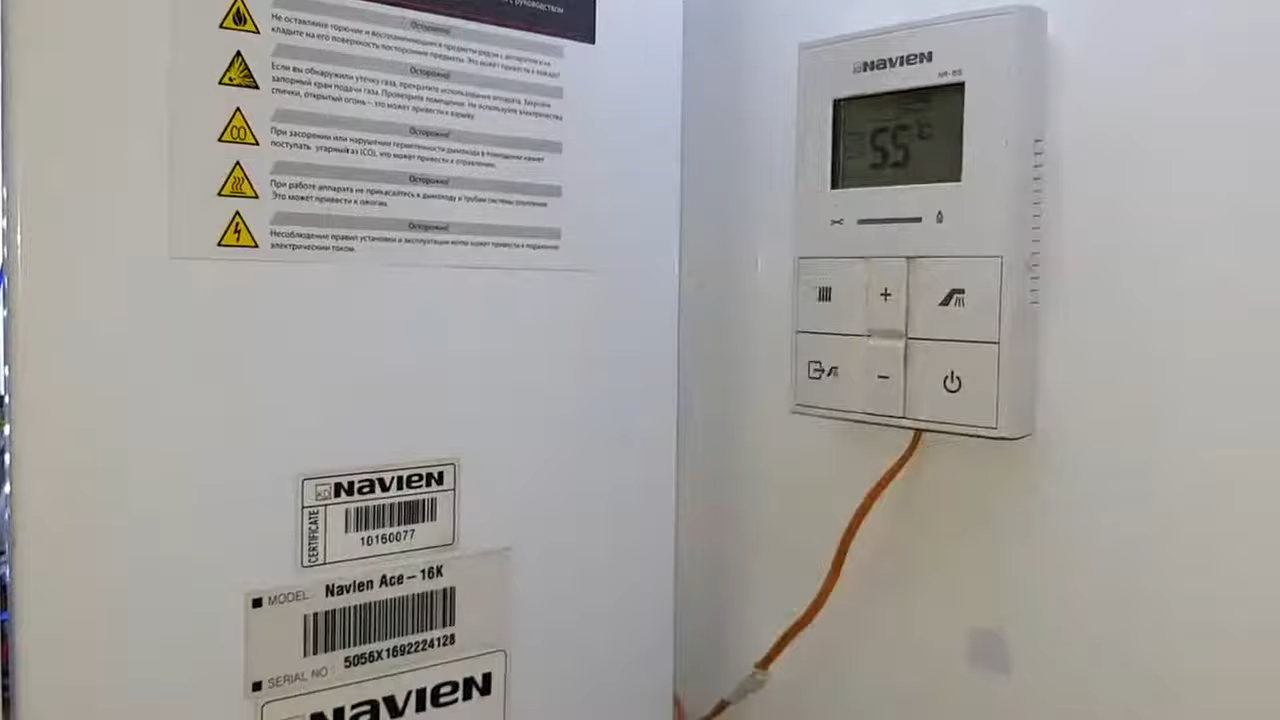 с руководством
Осторожно!
Не оставляйте горючие и воспламеняющиеся предметы рядом с аппаратом и не
кладите на его поверхность посторонние предметы. Это может привести к пожару!
Осторожно!
Если вы обнаружили утечку газа, прекратите использование аппарата. Закройте
запорный кран подачи газа. Проветрите помещение. Не используйте электричество
спички, открытый огонь – это может привести к взрыву.
Осторожно!
CO
При засорении или нарушении герметичности дымохода в помещение может
поступать угарный газ (CO), что может привести к отравлению.
Осторожно!
При работе аппарата не прикасайтесь к дымоходу и трубам системы отопления
Это может привести к ожогам.
Осторожно!
Несоблюдение правил установки и эксплуатации котла может привести к поражению
электрическим током.
KD NAVIEN
CERTIFICATE
10160077
MODEL : Navien Ace – 16K
5056X1692224128
SERIAL NO :
NAVIEN
NAVIEN
55 °C
+
−